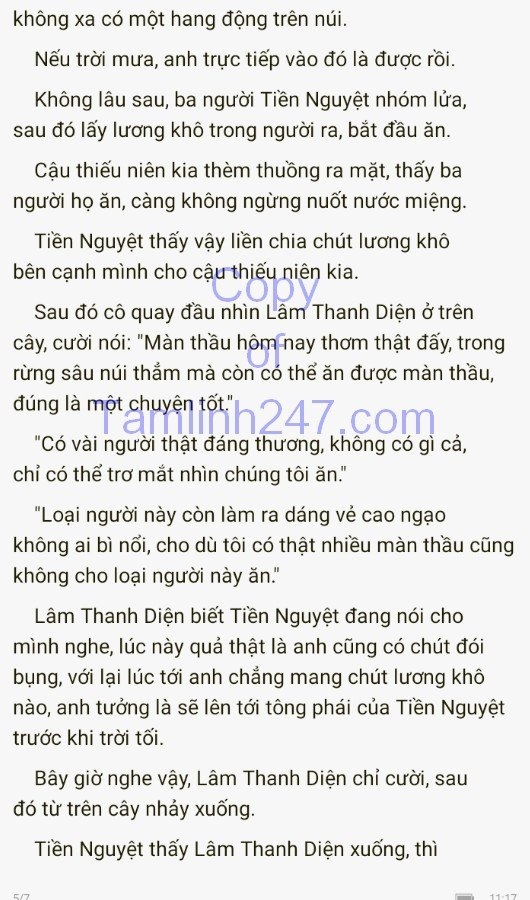 không xa có một hang động trên núi.
Nếu trời mưa, anh trực tiếp vào đó là được rồi.
Không lâu sau, ba người Tiền Nguyệt nhóm lửa,
sau đó lấy lương khô trong người ra, bắt đầu ăn.
Cậu thiếu niên kia thèm thuồng ra mặt, thấy ba
người họ ăn, càng không ngừng nuốt nước miệng.
Tiền Nguyệt thấy vậy liền chia chút lương khô
bên cạnh mình cho cậu thiếu niên kia.
Copy
Sau đó cô quay đầu nhìn Lâm Thanh Diện ở trên
cây, cười nói: "Màn thầu hôm nay thơm thật đấy, trong
of
rừng sâu núi thẳm mà còn có thể ăn được màn thầu,
đúng là một chuyện tốt."
Tamlinh247.com
"Có vài người thật đáng thương, không có gì cả,
chỉ có thể trơ mắt nhìn chúng tôi ăn."
"Loại người này còn làm ra dáng vẻ cao ngạo
không ai bì nổi, cho dù tôi có thật nhiều màn thầu cũng
không cho loại người này ăn."
Lâm Thanh Diện biết Tiền Nguyệt đang nói cho
mình nghe, lúc này quả thật là anh cũng có chút đói
bụng, với lại lúc tới anh chẳng mang chút lương khô
nào, anh tưởng là sẽ lên tới tông phái của Tiền Nguyệt
trước khi trời tối.
Bây giờ nghe vậy, Lâm Thanh Diện chỉ cười, sau
đó từ trên cây nhảy xuống.
Tiền Nguyệt thấy Lâm Thanh Diện xuống, thì
5/7
11:17